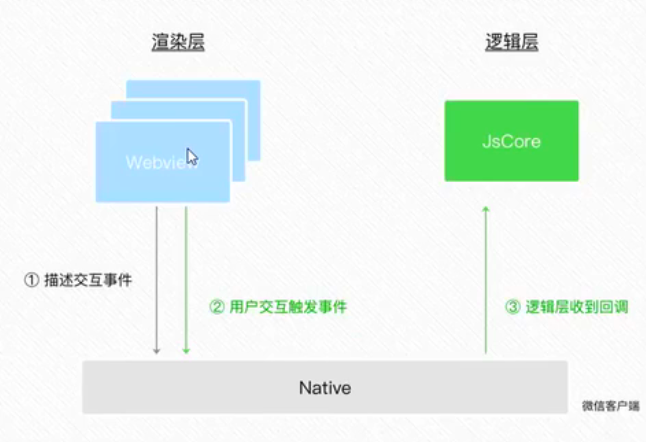 渲染层
逻辑层
Webview
JsCore
① 描述交互事件
② 用户交互触发事件
③ 逻辑层收到回调
Native
微信客户端